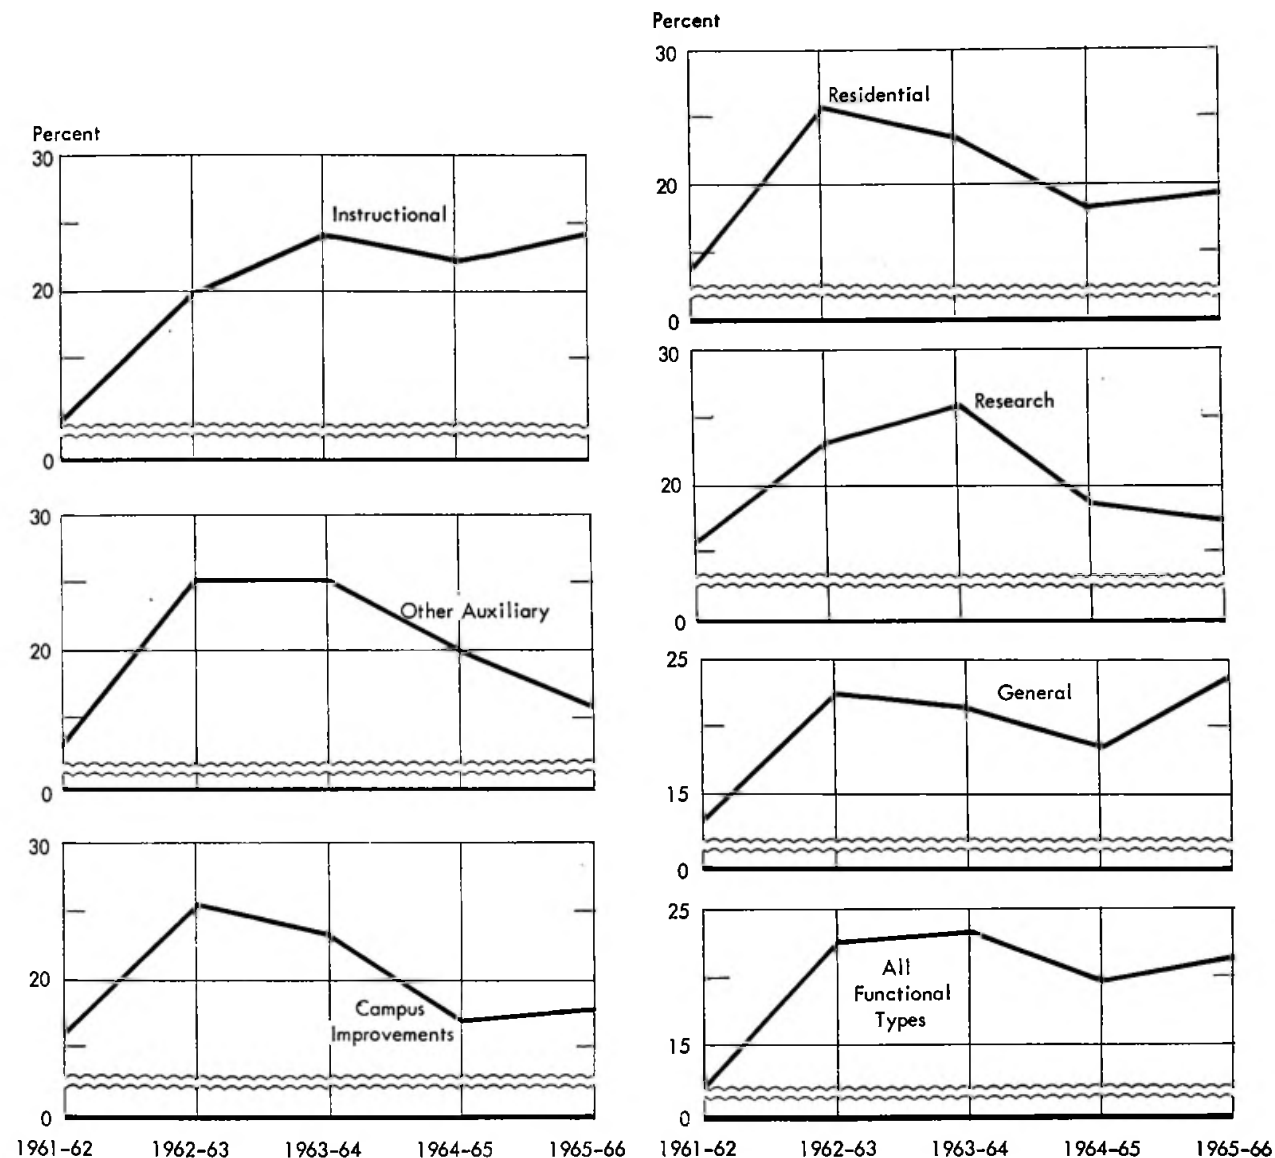 Percent
30
Instructional
20
0
30
Other Auxiliary
20
0
30
20
Campus
Improvements
0
1961-62 1962-63 1963-64 1964-65 1965-66
Percent
30
Residential
20
0
30
Research
20
0
25
General
15
0
25
All
Functional
Types
15
0
1961-62 1962-63 1963-64 1964-65 1965-66